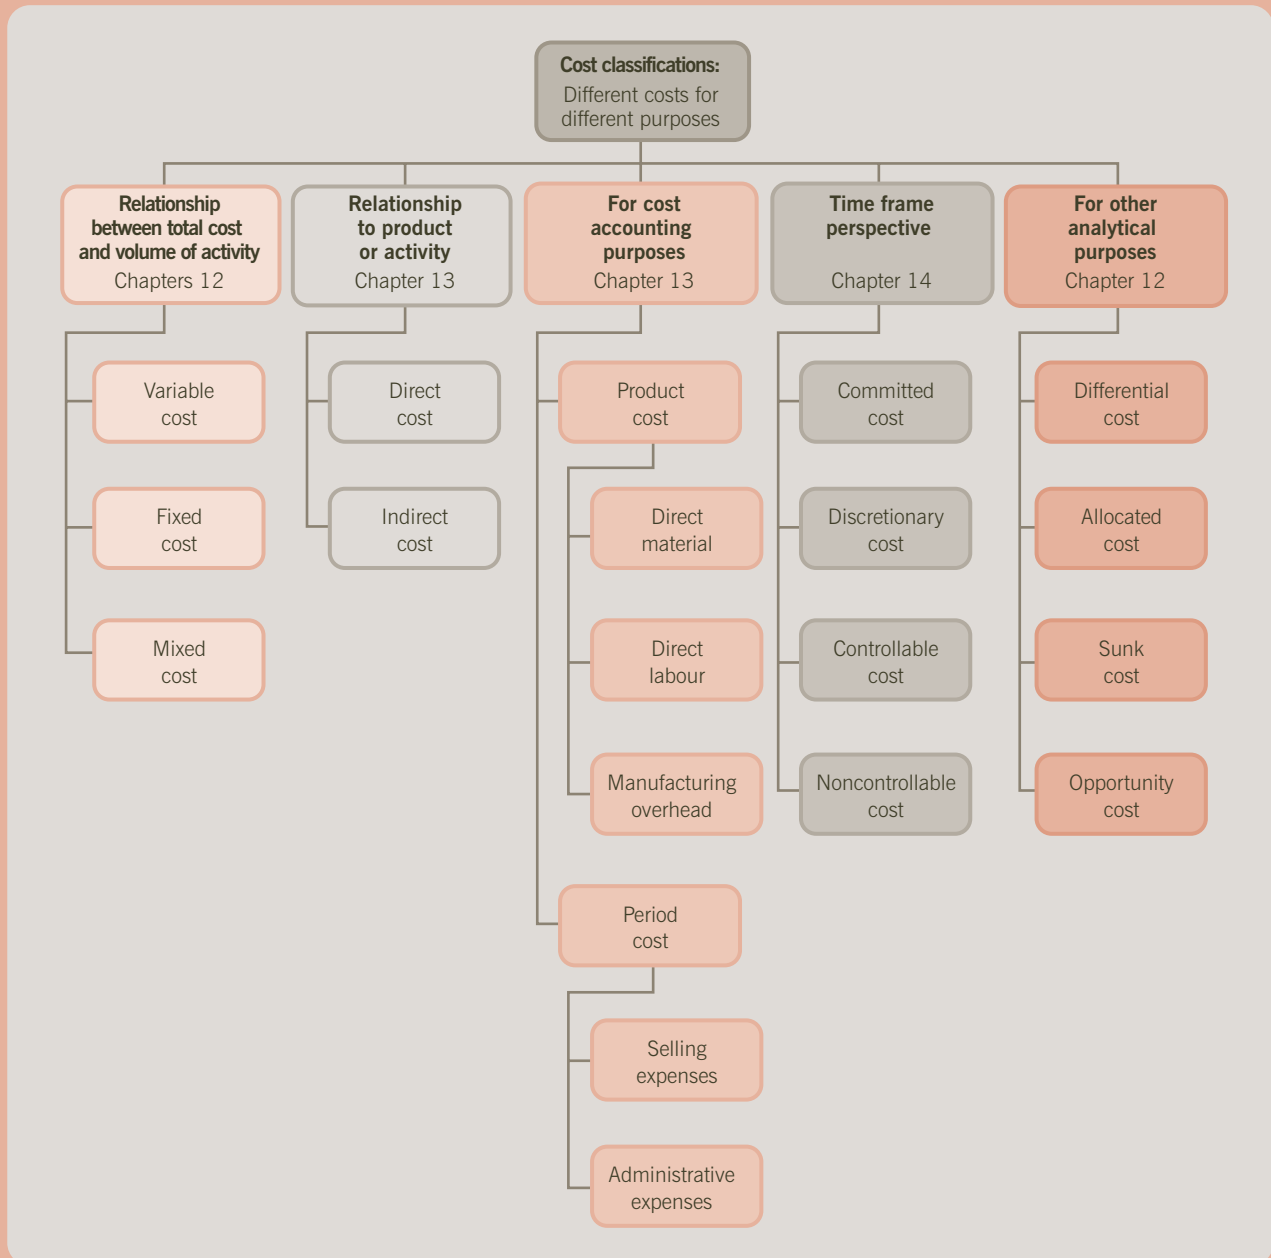 Cost classifications:
Different costs for
different purposes
Relationship
between total cost
and volume of activity
Chapters 12
Relationship
to product
or activity
Chapter 13
For cost
accounting
purposes
Chapter 13
Time frame
perspective
Chapter 14
For other
analytical
purposes
Chapter 12
Variable
cost
Fixed
cost
Mixed
cost
Direct
cost
Indirect
cost
Product
cost
Direct
material
Direct
labour
Manufacturing
overhead
Period
cost
Selling
expenses
Administrative
expenses
Committed
cost
Discretionary
cost
Controllable
cost
Noncontrollable
cost
Differential
cost
Allocated
cost
Sunk
cost
Opportunity
cost